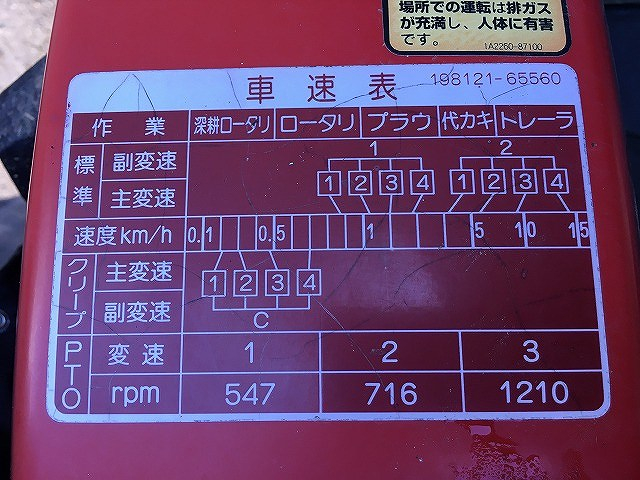 場所での運転は排ガス
が充満し、人体に有害
です。
1A2260-87100
車速表 198121-65560
作業 深耕ロータリ ロータリ プラウ 代カキ トレーラ
標準 副変速 1 2
主変速 1 2 3 4 1 2 3 4
速度km/h 0.1 0.5 1 5 10 15
クリープ 主変速 1 2 3 4
副変速 C
PTO 変速 1 2 3
rpm 547 716 1210